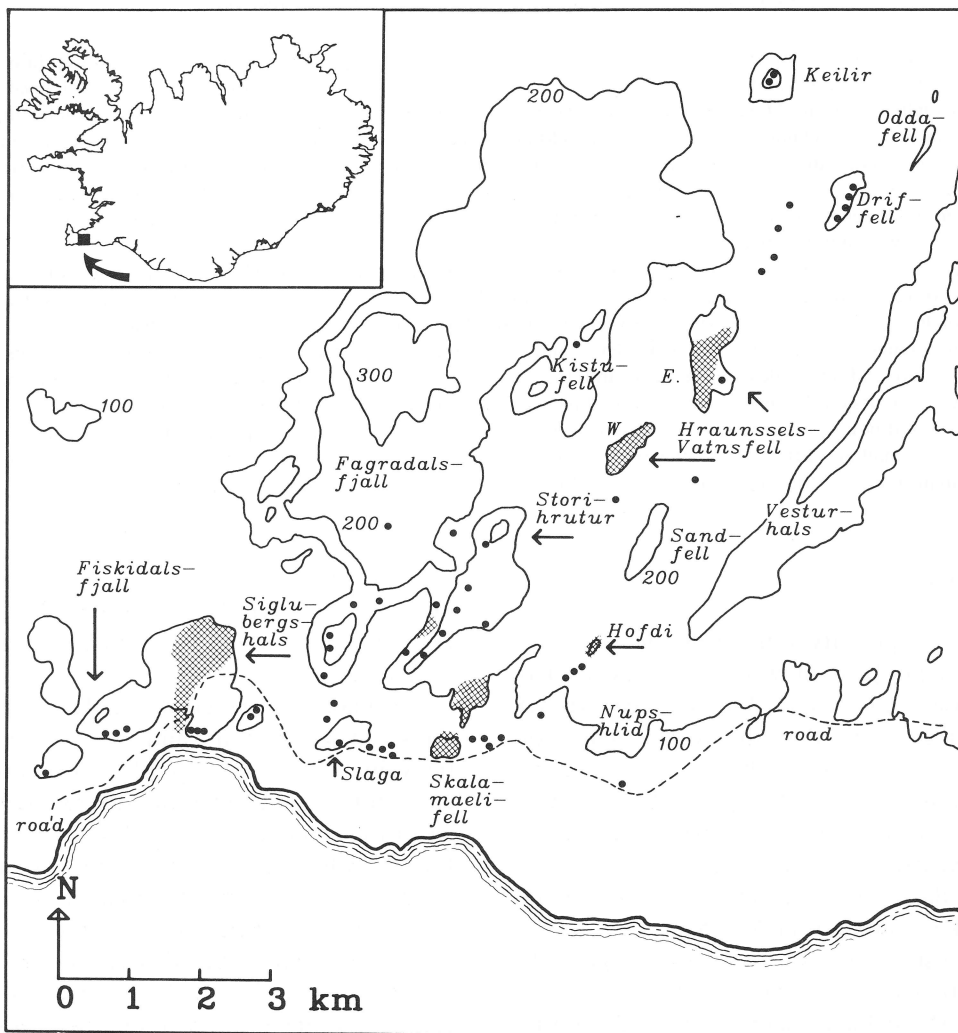 200
Keilir
Odda-
fell
Drif-
fell
300
Kistu-
fell
E.
100
W
Hraunssels-
Vatnsfell
Fagradals-
fjall
200
Stori-
hrutur
Vestur-
hals
Sand-
fell
200
Fiskidals-
fjall
Siglu-
bergs-
hals
Hofdi
Nups-
hlid
100
road
Slaga
Skala-
maeli-
fell
road
N
0 1 2 3 km